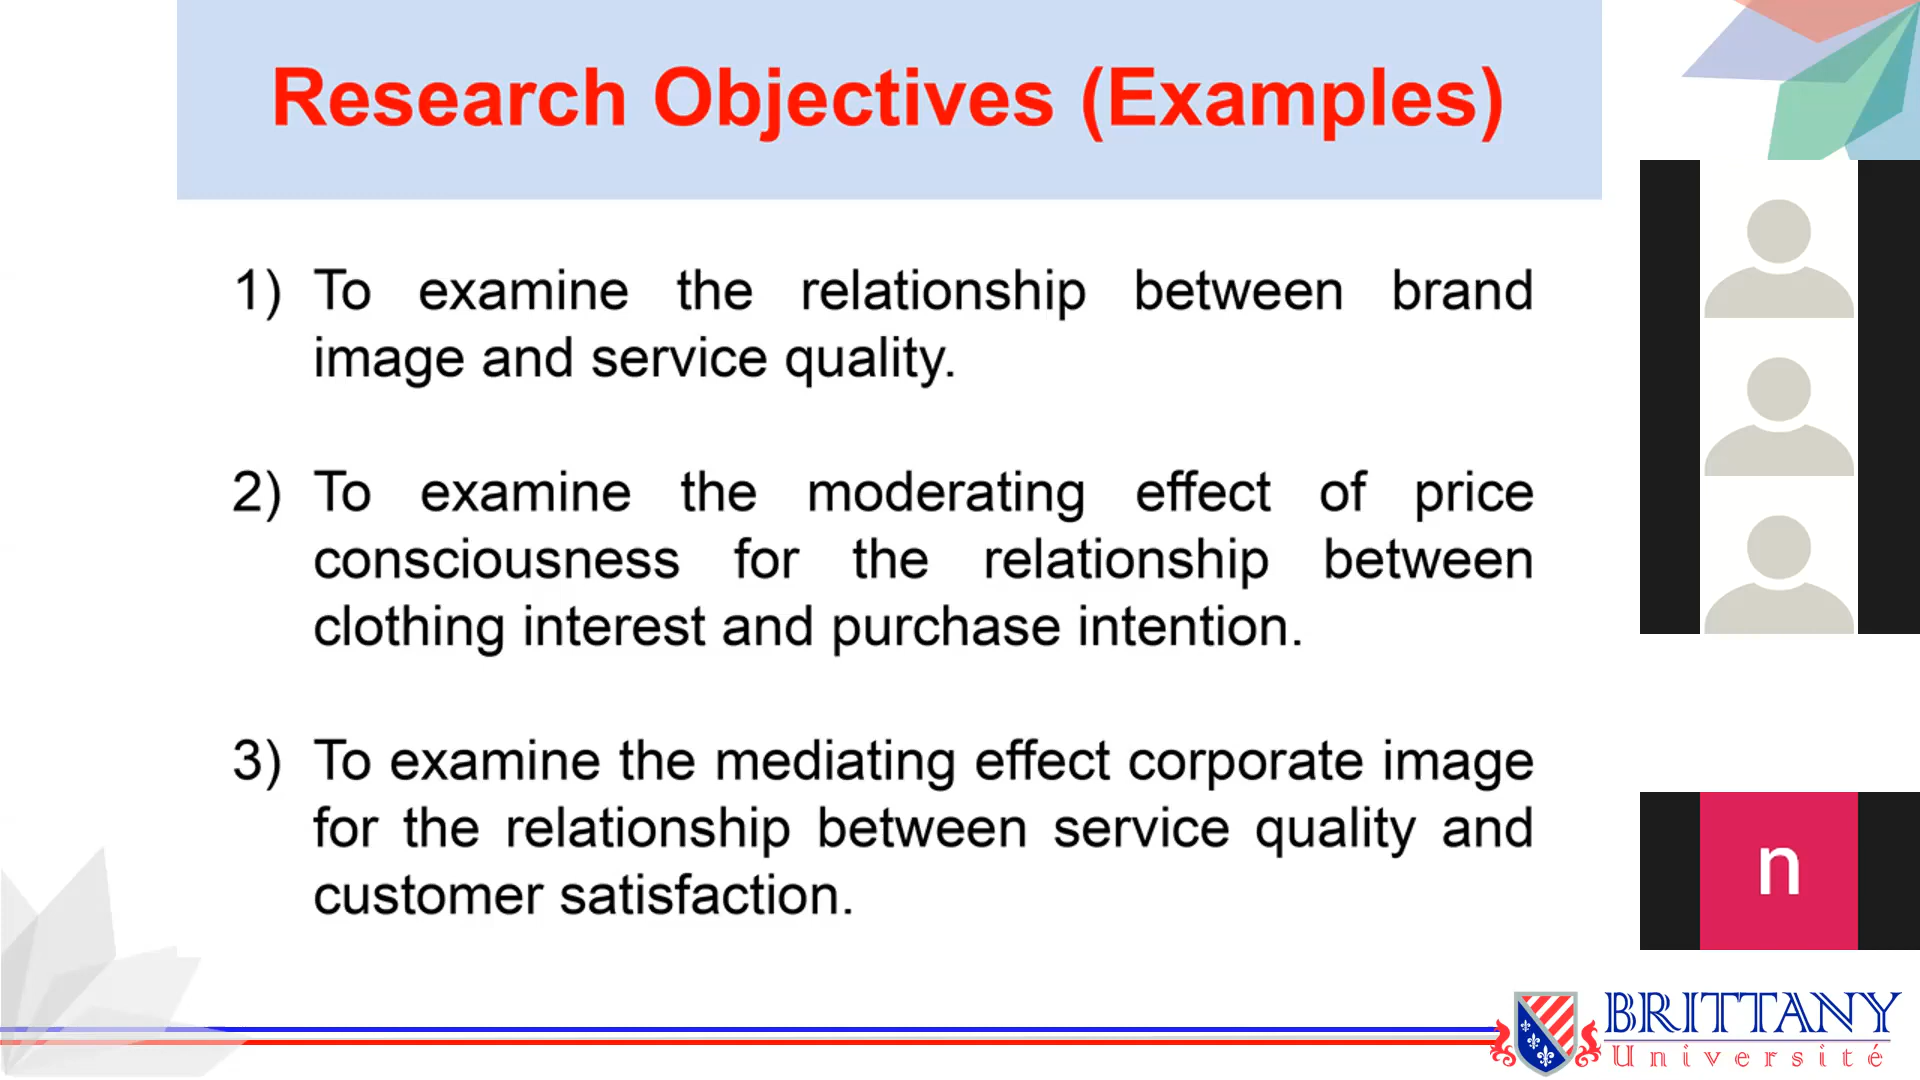 Research Objectives (Examples)
1) To examine the relationship between brand
image and service quality.
2) To examine the moderating effect of price
consciousness for the relationship between
clothing interest and purchase intention.
3) To examine the mediating effect corporate image
for the relationship between service quality and
customer satisfaction.
n
BRITTANY
Université